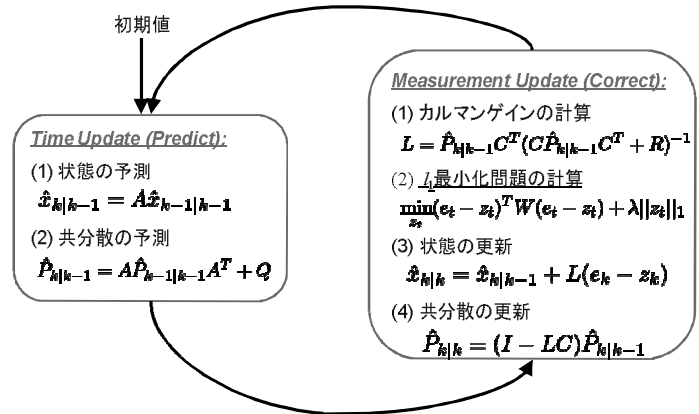 初期値
Time Update (Predict):
(1) 状態の予測
x̂_{k|k−1} = Ax̂_{k−1|k−1}
(2) 共分散の予測
P̂_{k|k−1} = AP̂_{k−1|k−1}A^T + Q
Measurement Update (Correct):
(1) カルマンゲインの計算
L = P̂_{k|k−1}C^T(CP̂_{k|k−1}C^T + R)^{−1}
(2) l₁最小化問題の計算
min_{z_t}(e_t − z_t)^T W(e_t − z_t) + λ||z_t||_1
(3) 状態の更新
x̂_{k|k} = x̂_{k|k−1} + L(e_k − z_k)
(4) 共分散の更新
P̂_{k|k} = (I − LC)P̂_{k|k−1}